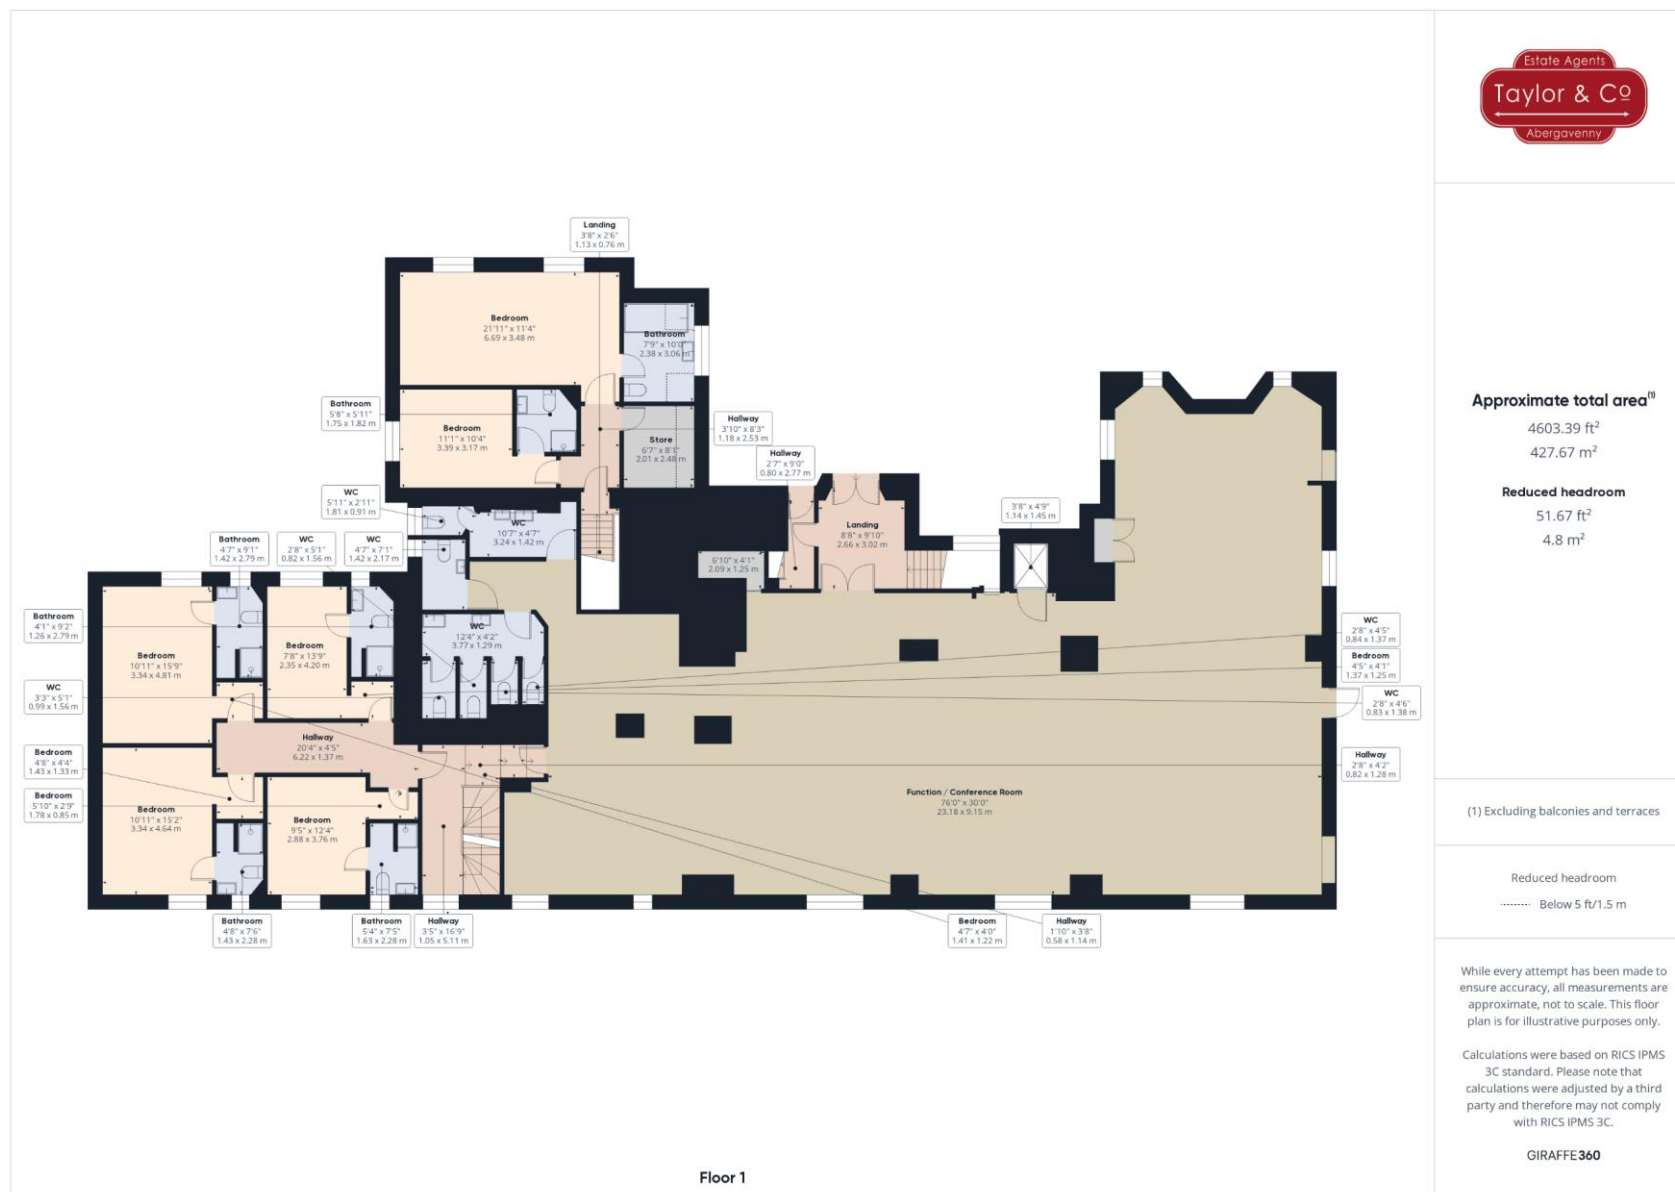 Estate Agents
Taylor & Cº
Abergavenny
Landing
3'8" x 2'6"
1.13 x 0.76 m
Bedroom
21'11" x 11'4"
6.69 x 3.48 m
Bathroom
7'9" x 10'0"
2.38 x 3.06 m
Bathroom
5'8" x 5'11"
1.75 x 1.82 m
Bedroom
11'1" x 10'4"
3.39 x 3.17 m
Hallway
3'10" x 8'3"
1.18 x 2.53 m
Store
6'7" x 8'1"
2.01 x 2.48 m
Hallway
2'7" x 9'0"
0.80 x 2.77 m
WC
5'11" x 2'11"
1.81 x 0.91 m
WC
10'7" x 4'7"
3.24 x 1.42 m
Landing
8'8" x 9'10"
2.66 x 3.02 m
3'8" x 4'9"
1.14 x 1.45 m
Bathroom
4'7" x 9'1"
1.42 x 2.79 m
WC
2'8" x 5'1"
0.82 x 1.56 m
WC
4'7" x 7'1"
1.42 x 2.17 m
6'10" x 4'1"
2.09 x 1.25 m
Bathroom
4'1" x 9'2"
1.26 x 2.79 m
Bedroom
10'11" x 15'9"
3.34 x 4.81 m
Bedroom
7'8" x 13'9"
2.35 x 4.20 m
WC
12'4" x 4'2"
3.77 x 1.29 m
WC
2'8" x 4'5"
0.84 x 1.37 m
Bedroom
4'5" x 4'1"
1.37 x 1.25 m
WC
2'8" x 4'6"
0.83 x 1.38 m
WC
3'3" x 5'1"
0.99 x 1.56 m
Hallway
20'4" x 4'5"
6.22 x 1.37 m
Bedroom
4'8" x 4'4"
1.43 x 1.33 m
Hallway
2'8" x 4'2"
0.82 x 1.28 m
Bedroom
5'10" x 2'9"
1.78 x 0.85 m
Bedroom
10'11" x 15'2"
3.34 x 4.64 m
Bedroom
9'5" x 12'4"
2.88 x 3.76 m
Function / Conference Room
76'0" x 30'0"
23.18 x 9.15 m
Bathroom
4'8" x 7'6"
1.43 x 2.28 m
Bathroom
5'4" x 7'5"
1.63 x 2.28 m
Hallway
3'5" x 16'9"
1.05 x 5.11 m
Bedroom
4'7" x 4'0"
1.41 x 1.22 m
Hallway
1'10" x 3'8"
0.58 x 1.14 m
Floor 1
Approximate total area(1)
4603.39 ft²
427.67 m²
Reduced headroom
51.67 ft²
4.8 m²
(1) Excluding balconies and terraces
Reduced headroom
Below 5 ft/1.5 m
While every attempt has been made to
ensure accuracy, all measurements are
approximate, not to scale. This floor
plan is for illustrative purposes only.
Calculations were based on RICS IPMS
3C standard. Please note that
calculations were adjusted by a third
party and therefore may not comply
with RICS IPMS 3C.
GIRAFFE360